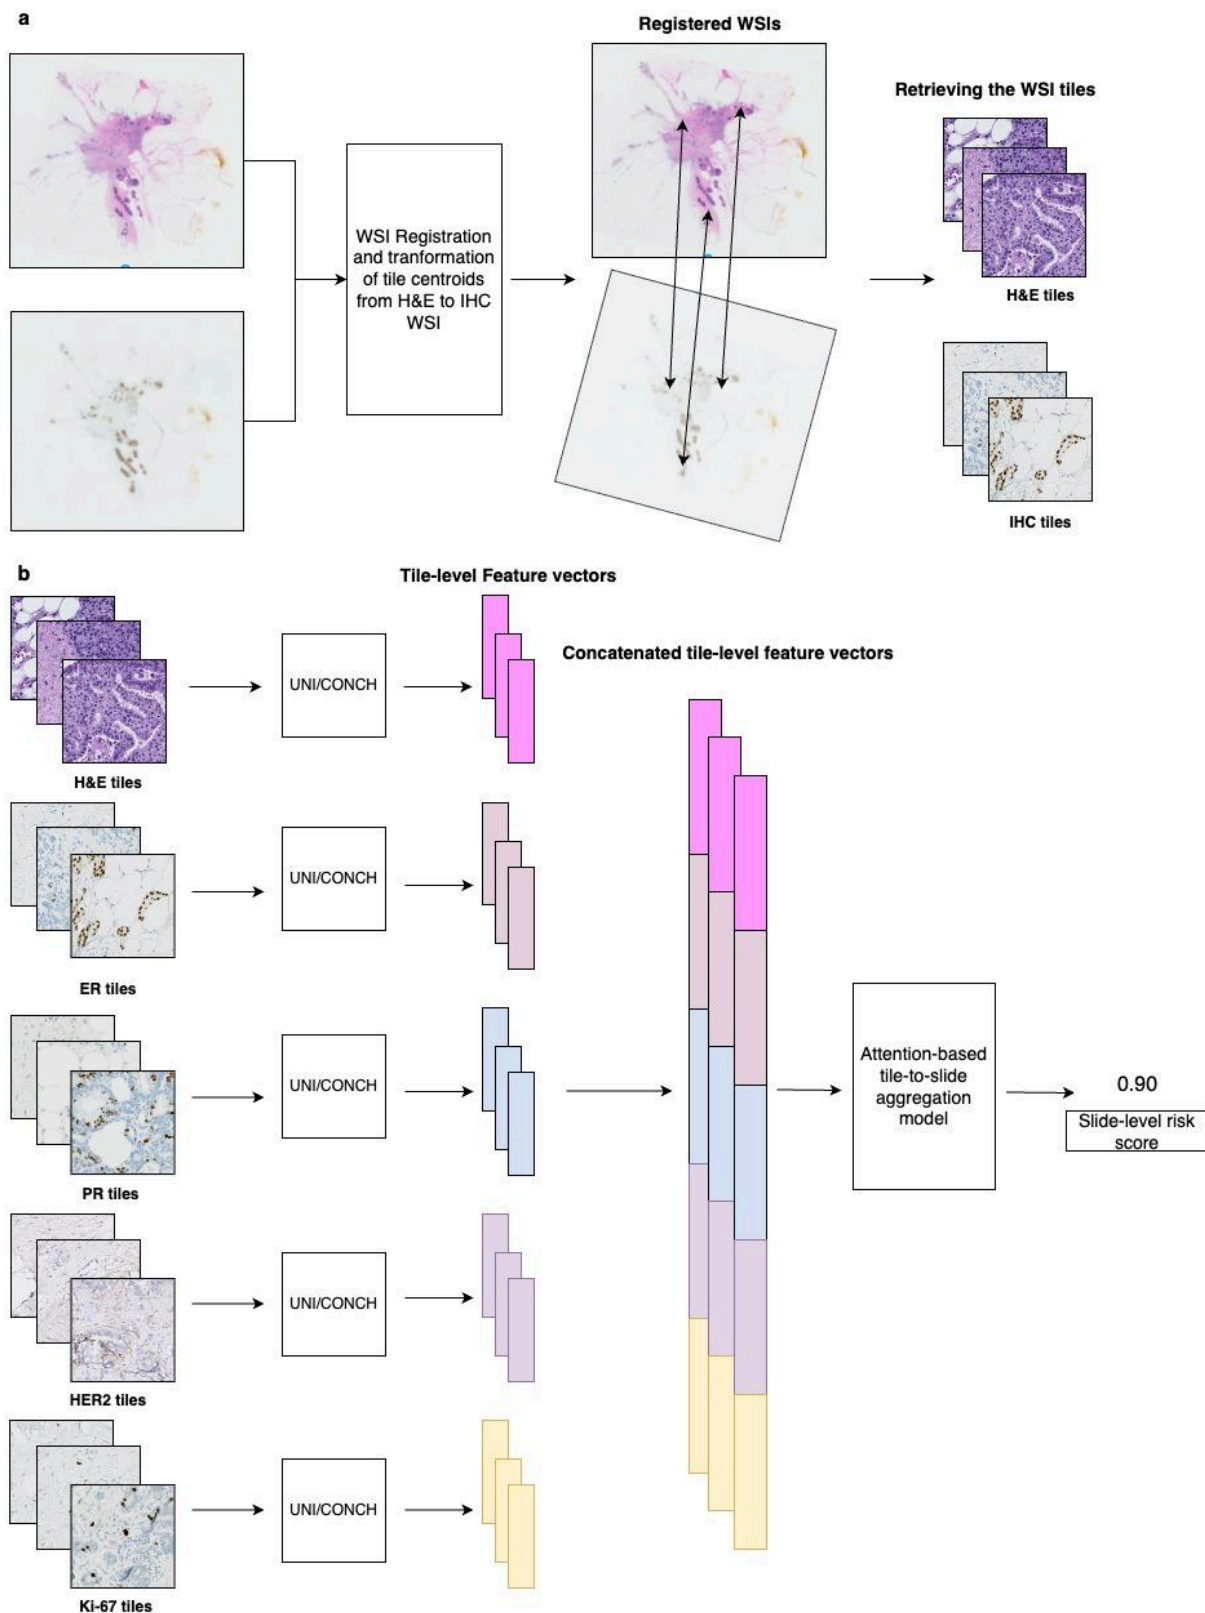 a
Registered WSIs
Retrieving the WSI tiles
WSI Registration
and tranformation
of tile centroids
from H&E to IHC
WSI
H&E tiles
IHC tiles
b
Tile-level Feature vectors
Concatenated tile-level feature vectors
UNI/CONCH
H&E tiles
UNI/CONCH
ER tiles
UNI/CONCH
PR tiles
Attention-based
tile-to-slide
aggregation
model
0.90
Slide-level risk
score
UNI/CONCH
HER2 tiles
UNI/CONCH
Ki-67 tiles